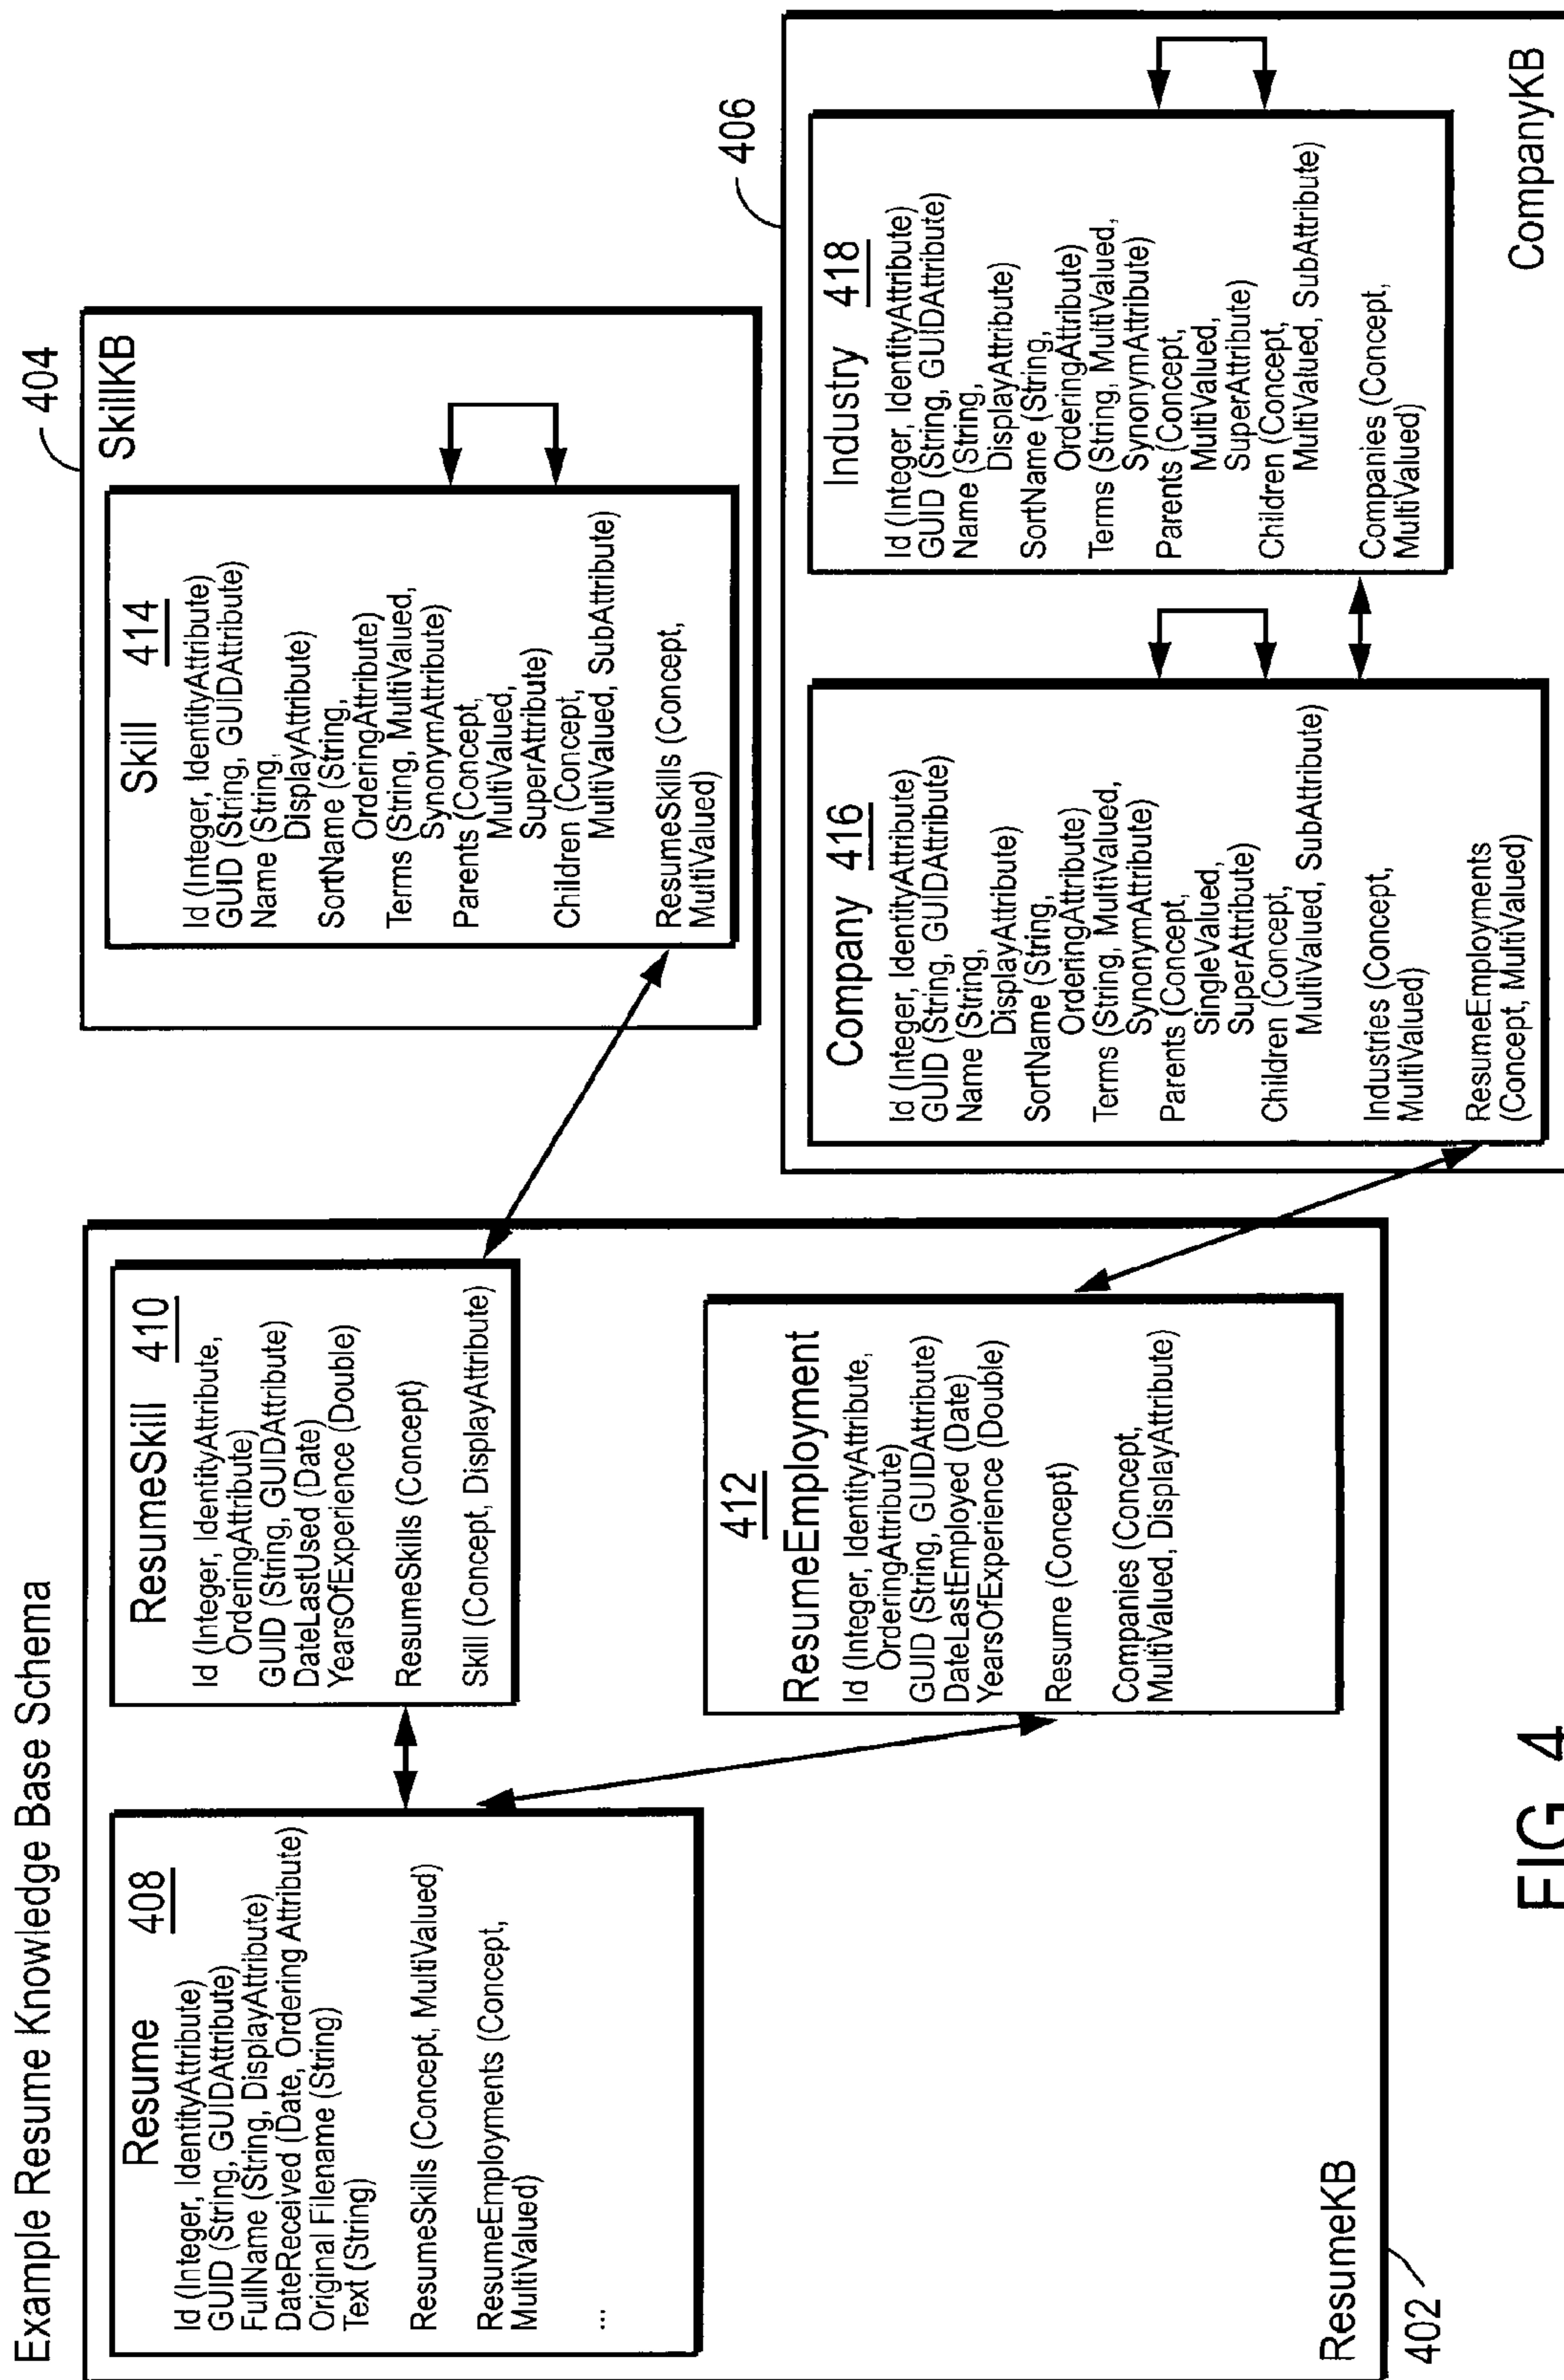 Example Resume Knowledge Base Schema
Resume 408
Id (Integer, IdentityAttribute)
GUID (String, GUIDAttribute)
FullName (String, DisplayAttribute)
DateReceived (Date, Ordering Attribute)
Original Filename (String)
Text (String)
ResumeSkills (Concept, MultiValued)
ResumeEmployments (Concept,
MultiValued)
...
ResumeSkill 410
Id (Integer, IdentityAttribute,
OrderingAttribute)
GUID (String, GUIDAttribute)
DateLastUsed (Date)
YearsOfExperience (Double)
ResumeSkills (Concept)
Skill (Concept, DisplayAttribute)
412
ResumeEmployment
Id (Integer, IdentityAttribute,
OrderingAttribute)
GUID (String, GUIDAttribute)
DateLastEmployed (Date)
YearsOfExperience (Double)
Resume (Concept)
Companies (Concept,
MultiValued, DisplayAttribute)
ResumeKB
402
404
SkillKB
Skill 414
Id (Integer, IdentityAttribute)
GUID (String, GUIDAttribute)
Name (String,
DisplayAttribute)
SortName (String,
OrderingAttribute)
Terms (String, MultiValued,
SynonymAttribute)
Parents (Concept,
MultiValued,
SuperAttribute)
Children (Concept,
MultiValued, SubAttribute)
ResumeSkills (Concept,
MultiValued)
406
Company 416
Id (Integer, IdentityAttribute)
GUID (String, GUIDAttribute)
Name (String,
DisplayAttribute)
SortName (String,
OrderingAttribute)
Terms (String, MultiValued,
SynonymAttribute)
Parents (Concept,
SingleValued,
SuperAttribute)
Children (Concept,
MultiValued, SubAttribute)
Industries (Concept,
MultiValued)
ResumeEmployments
(Concept, MultiValued)
Industry 418
Id (Integer, IdentityAttribute)
GUID (String, GUIDAttribute)
Name (String,
DisplayAttribute)
SortName (String,
OrderingAttribute)
Terms (String, MultiValued,
SynonymAttribute)
Parents (Concept,
MultiValued,
SuperAttribute)
Children (Concept,
MultiValued, SubAttribute)
Companies (Concept,
MultiValued)
CompanyKB
FIG. 4